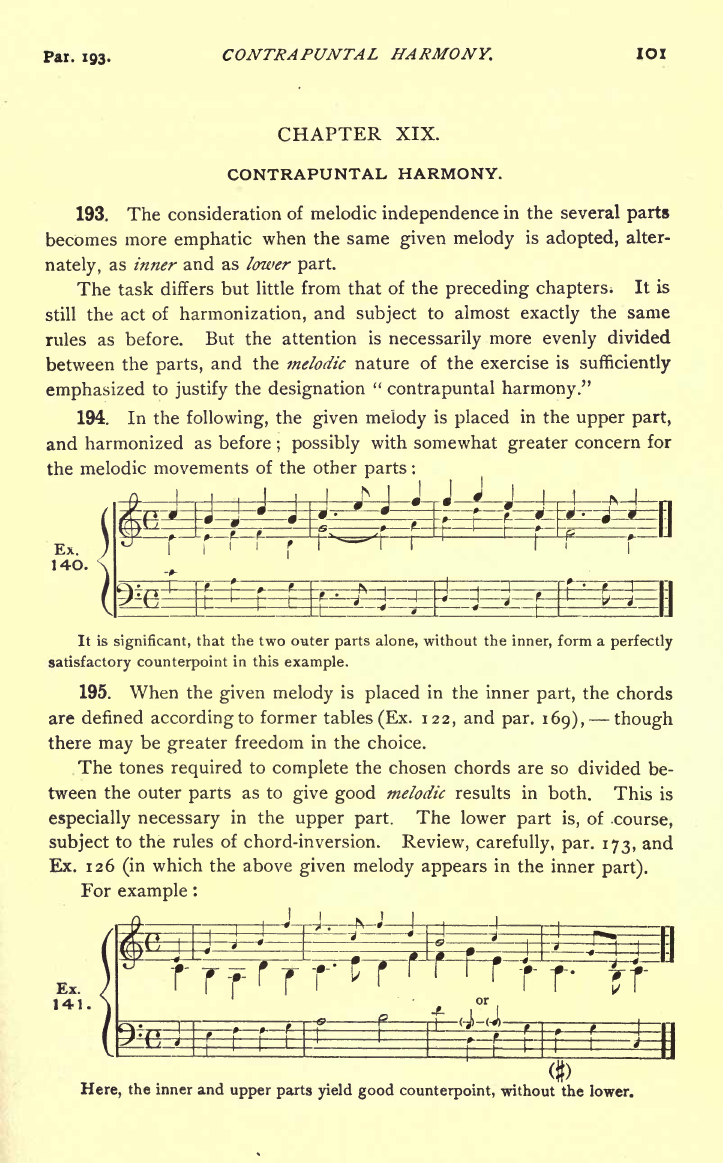 Par. 193. CONTRAPUNTAL HARMONY. 101
CHAPTER XIX.
CONTRAPUNTAL HARMONY.
193. The consideration of melodic independence in the several parts
becomes more emphatic when the same given melody is adopted, alter-
nately, as inner and as lower part.
The task differs but little from that of the preceding chapters. It is
still the act of harmonization, and subject to almost exactly the same
rules as before. But the attention is necessarily more evenly divided
between the parts, and the melodic nature of the exercise is sufficiently
emphasized to justify the designation “ contrapuntal harmony.”
194. In the following, the given melody is placed in the upper part,
and harmonized as before ; possibly with somewhat greater concern for
the melodic movements of the other parts :
Ex.
140.
It is significant, that the two outer parts alone, without the inner, form a perfectly
satisfactory counterpoint in this example.
195. When the given melody is placed in the inner part, the chords
are defined according to former tables (Ex. 122, and par. 169), — though
there may be greater freedom in the choice.
The tones required to complete the chosen chords are so divided be-
tween the outer parts as to give good melodic results in both. This is
especially necessary in the upper part. The lower part is, of course,
subject to the rules of chord-inversion. Review, carefully, par. 173, and
Ex. 126 (in which the above given melody appears in the inner part).
For example :
Ex.
141.
or
(♯)
Here, the inner and upper parts yield good counterpoint, without the lower.